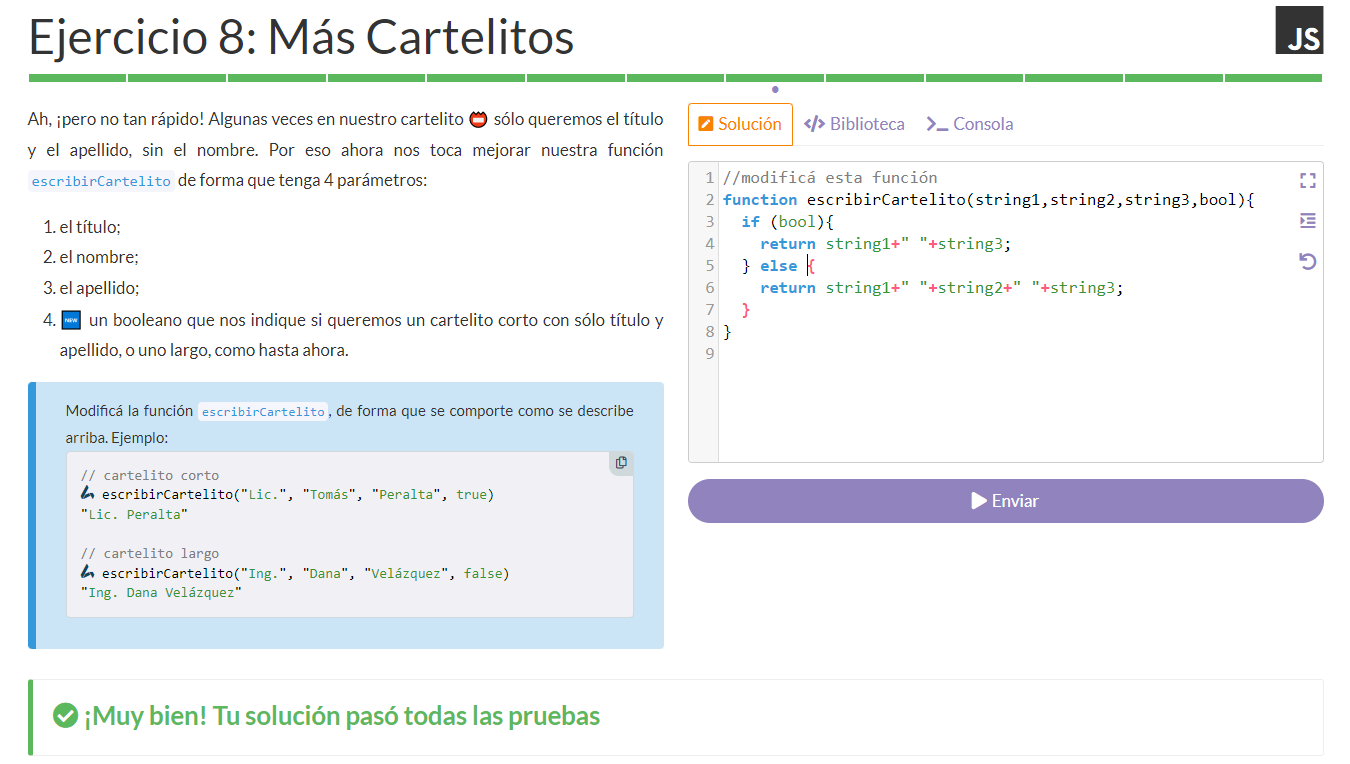 Ejercicio 8: Más Cartelitos
JS
Ah, ¡pero no tan rápido! Algunas veces en nuestro cartelito 📛 sólo queremos el título
y el apellido, sin el nombre. Por eso ahora nos toca mejorar nuestra función
escribirCartelito de forma que tenga 4 parámetros:
1. el título;
2. el nombre;
3. el apellido;
4. 🆕 un booleano que nos indique si queremos un cartelito corto con sólo título y
apellido, o uno largo, como hasta ahora.
Modificá la función escribirCartelito, de forma que se comporte como se describe
arriba. Ejemplo:
// cartelito corto
escribirCartelito("Lic.", "Tomás", "Peralta", true)
"Lic. Peralta"
// cartelito largo
escribirCartelito("Ing.", "Dana", "Velázquez", false)
"Ing. Dana Velázquez"
Solución </> Biblioteca >_ Consola
1 //modificá esta función
2 function escribirCartelito(string1,string2,string3,bool){
3   if (bool){
4     return string1+" "+string3;
5   } else {
6     return string1+" "+string2+" "+string3;
7   }
8 }
9
Enviar
¡Muy bien! Tu solución pasó todas las pruebas